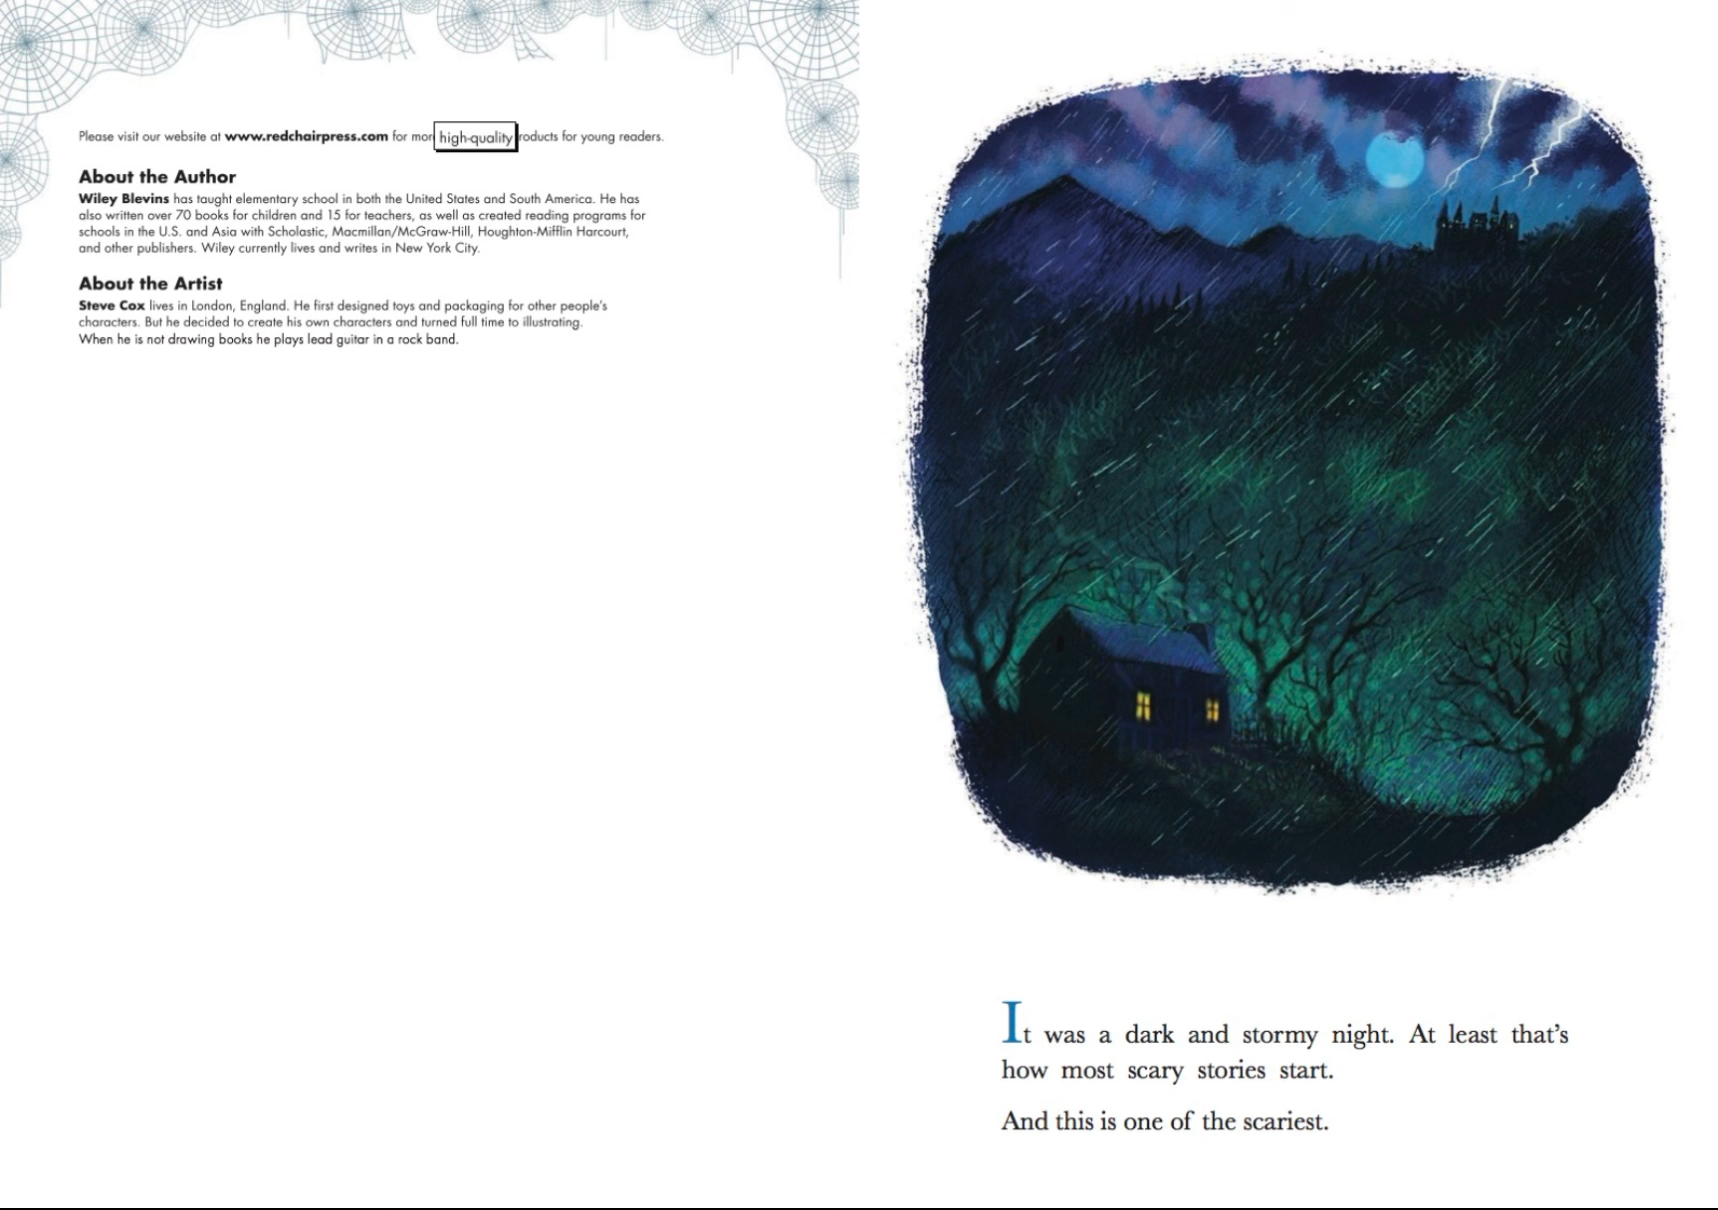 Please visit our website at www.redchairpress.com for mor high-quality roducts for young readers.
About the Author
Wiley Blevins has taught elementary school in both the United States and South America. He has
also written over 70 books for children and 15 for teachers, as well as created reading programs for
schools in the U.S. and Asia with Scholastic, Macmillan/McGraw-Hill, Houghton-Mifflin Harcourt,
and other publishers. Wiley currently lives and writes in New York City.
About the Artist
Steve Cox lives in London, England. He first designed toys and packaging for other people's
characters. But he decided to create his own characters and turned full time to illustrating.
When he is not drawing books he plays lead guitar in a rock band.
It was a dark and stormy night. At least that's
how most scary stories start.
And this is one of the scariest.